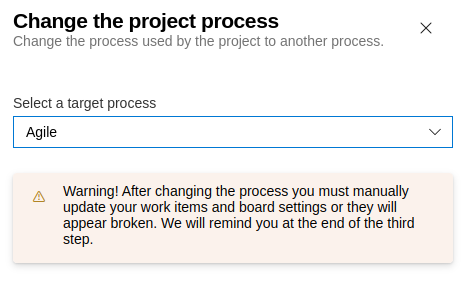 Change the project process
Change the process used by the project to another process.
Select a target process
Agile
Warning! After changing the process you must manually
update your work items and board settings or they will
appear broken. We will remind you at the end of the third
step.